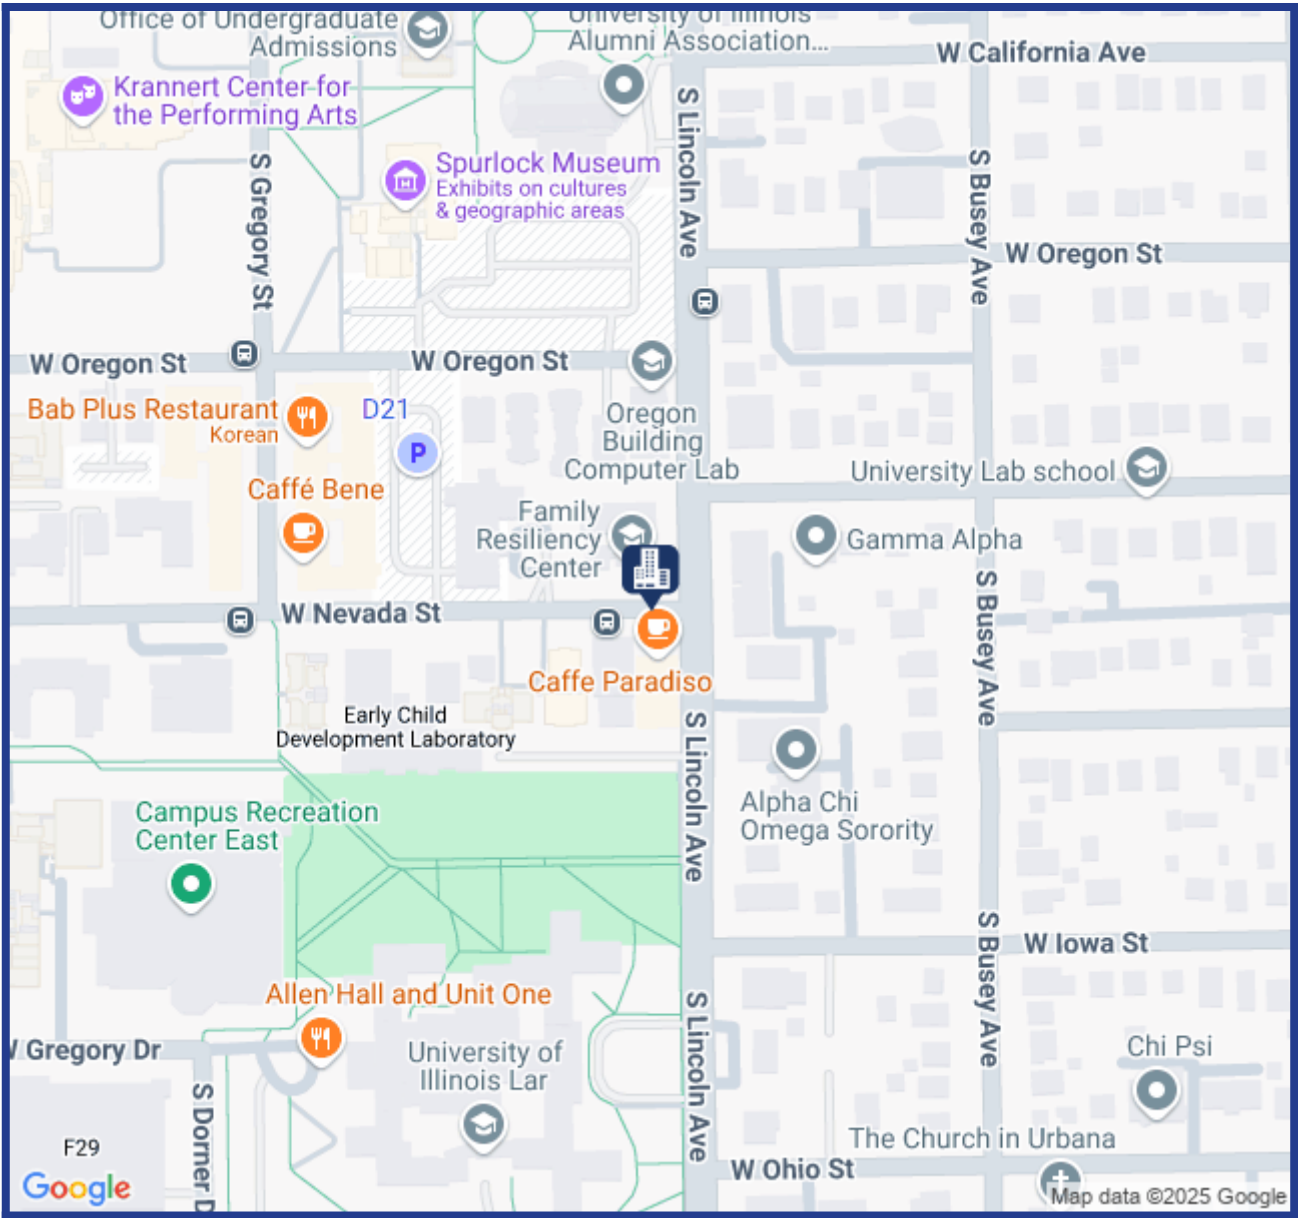 Office of Undergraduate
Admissions
University of Illinois
Alumni Association...
W California Ave
Krannert Center for
the Performing Arts
S Lincoln Ave
S Gregory St
Spurlock Museum
Exhibits on cultures
& geographic areas
S Busey Ave
W Oregon St
W Oregon St
W Oregon St
Bab Plus Restaurant
Korean
D21
P
Oregon
Building
Computer Lab
University Lab school
Caffé Bene
Family
Resiliency
Center
Gamma Alpha
S Busey Ave
W Nevada St
Caffe Paradiso
Early Child
Development Laboratory
S Lincoln Ave
Campus Recreation
Center East
Alpha Chi
Omega Sorority
S Busey Ave
W Iowa St
Allen Hall and Unit One
S Lincoln Ave
W Gregory Dr
University of
Illinois Lar
Chi Psi
S Dorner D
F29
The Church in Urbana
W Ohio St
Google
Map data ©2025 Google